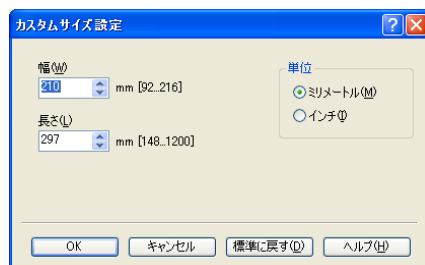 カスタムサイズ設定
幅(W)
210 mm [92...216]
長さ(L)
297 mm [148...1200]
単位
ミリメートル(M)
インチ(I)
OK キャンセル 標準に戻す(D) ヘルプ(H)